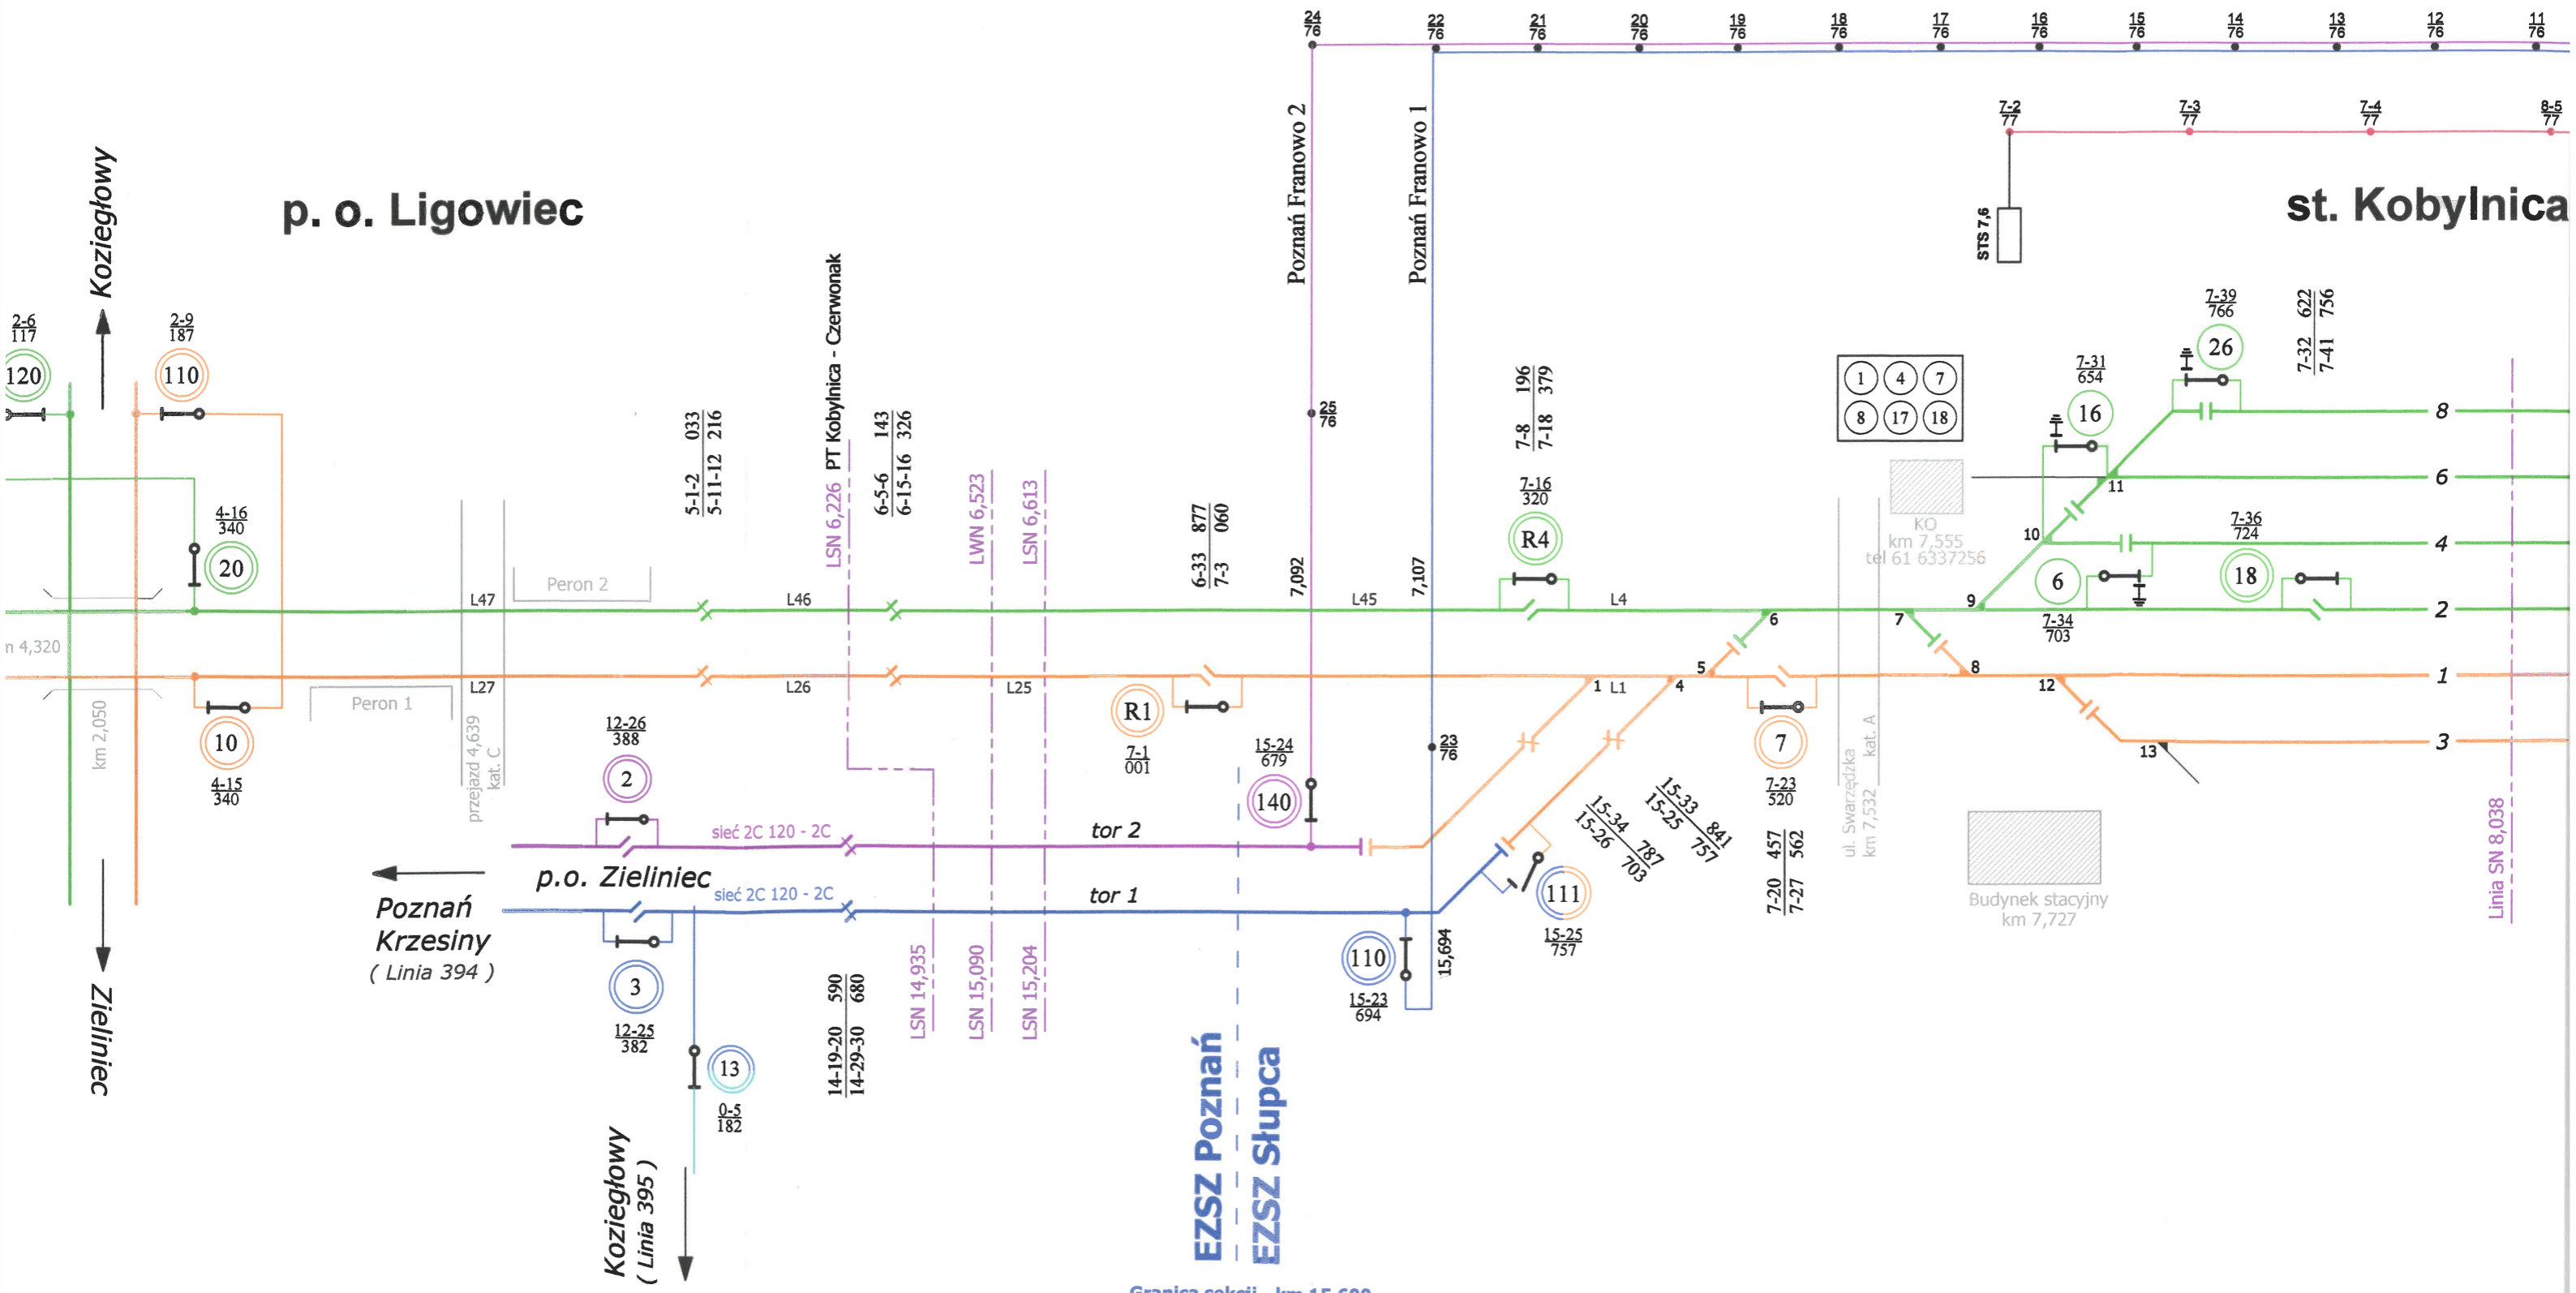 24
76
22
76
21
76
20
76
19
76
18
76
17
76
16
76
15
76
14
76
13
76
12
76
11
76
7-2
77
7-3
77
7-4
77
8-5
77
STS 7,6
p. o. Ligowiec
st. Kobylnica
Koziegłowy
Poznań Franowo 2
Poznań Franowo 1
25
76
23
76
2-6
117
120
2-9
187
110
4-16
340
20
n 4,320
km 2,050
10
4-15
340
Zieliniec
L47
L27
Peron 2
Peron 1
przejazd 4,639
kat. C
5-1-2 033
5-11-12 216
LSN 6,226 PT Kobylnica - Czerwonak
6-5-6 143
6-15-16 326
LWN 6,523
LSN 6,613
L46
L26
L25
6-33 877
7-3 060
7,092
7,107
L45
R1
7-1
001
7-8 196
7-18 379
7-16
320
R4
L4
1
4
7
8
17
18
KO
km 7,555
tel 61 6337256
7-31
654
16
7-39
766
26
7-32 622
7-41 756
8
6
11
10
4
7-36
724
6
18
9
2
7-34
703
6
7
5
8
1
1
L1
4
12
13
3
7
7-23
520
7-20 457
7-27 562
ul. Swarzędzka
km 7,532 kat. A
Budynek stacyjny
km 7,727
Linia SN 8,038
12-26
388
2
sieć 2C 120 - 2C
tor 2
15-24
679
140
p.o. Zieliniec
sieć 2C 120 - 2C
tor 1
Poznań
Krzesiny
( Linia 394 )
3
12-25
382
13
0-5
182
Koziegłowy
( Linia 395 )
14-19-20 590
14-29-30 680
LSN 14,935
LSN 15,090
LSN 15,204
EZSZ Poznań
EZSZ Słupca
110
15-23
694
15,694
15-34 787
15-26 703
15-33 841
15-25 757
111
15-25
757
Granica sekcji km 15,600